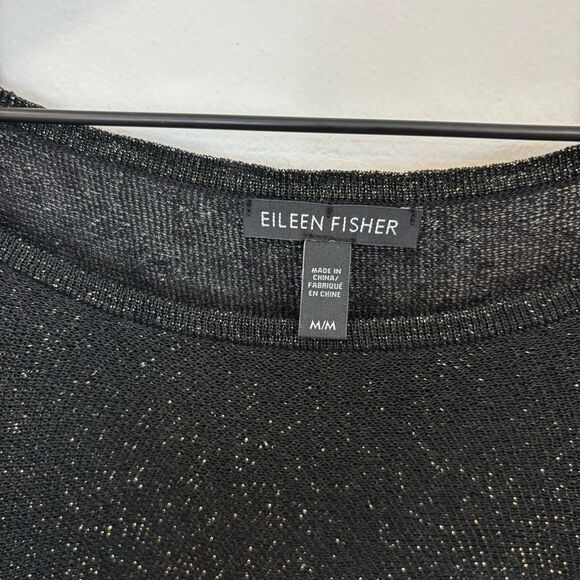 EILEEN FISHER
MADE IN
CHINA/
FABRIQUÉ
EN CHINE
M/M